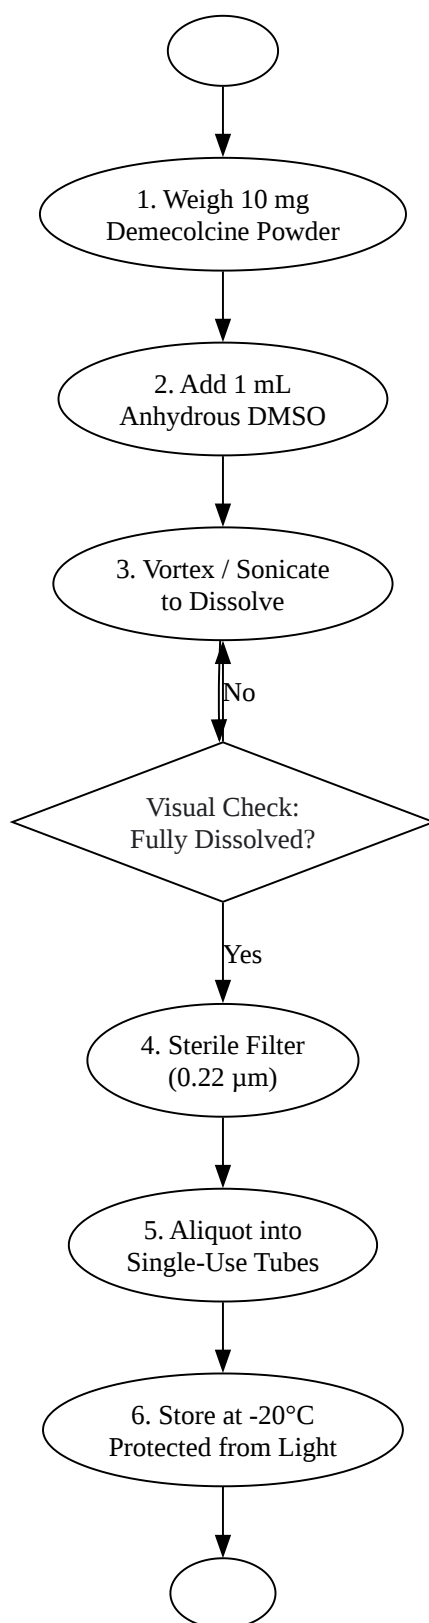 1. Weigh 10 mg
Demecolcine Powder
2. Add 1 mL
Anhydrous DMSO
3. Vortex / Sonicate
to Dissolve
No
Visual Check:
Fully Dissolved?
Yes
4. Sterile Filter
(0.22 µm)
5. Aliquot into
Single-Use Tubes
6. Store at -20°C
Protected from Light